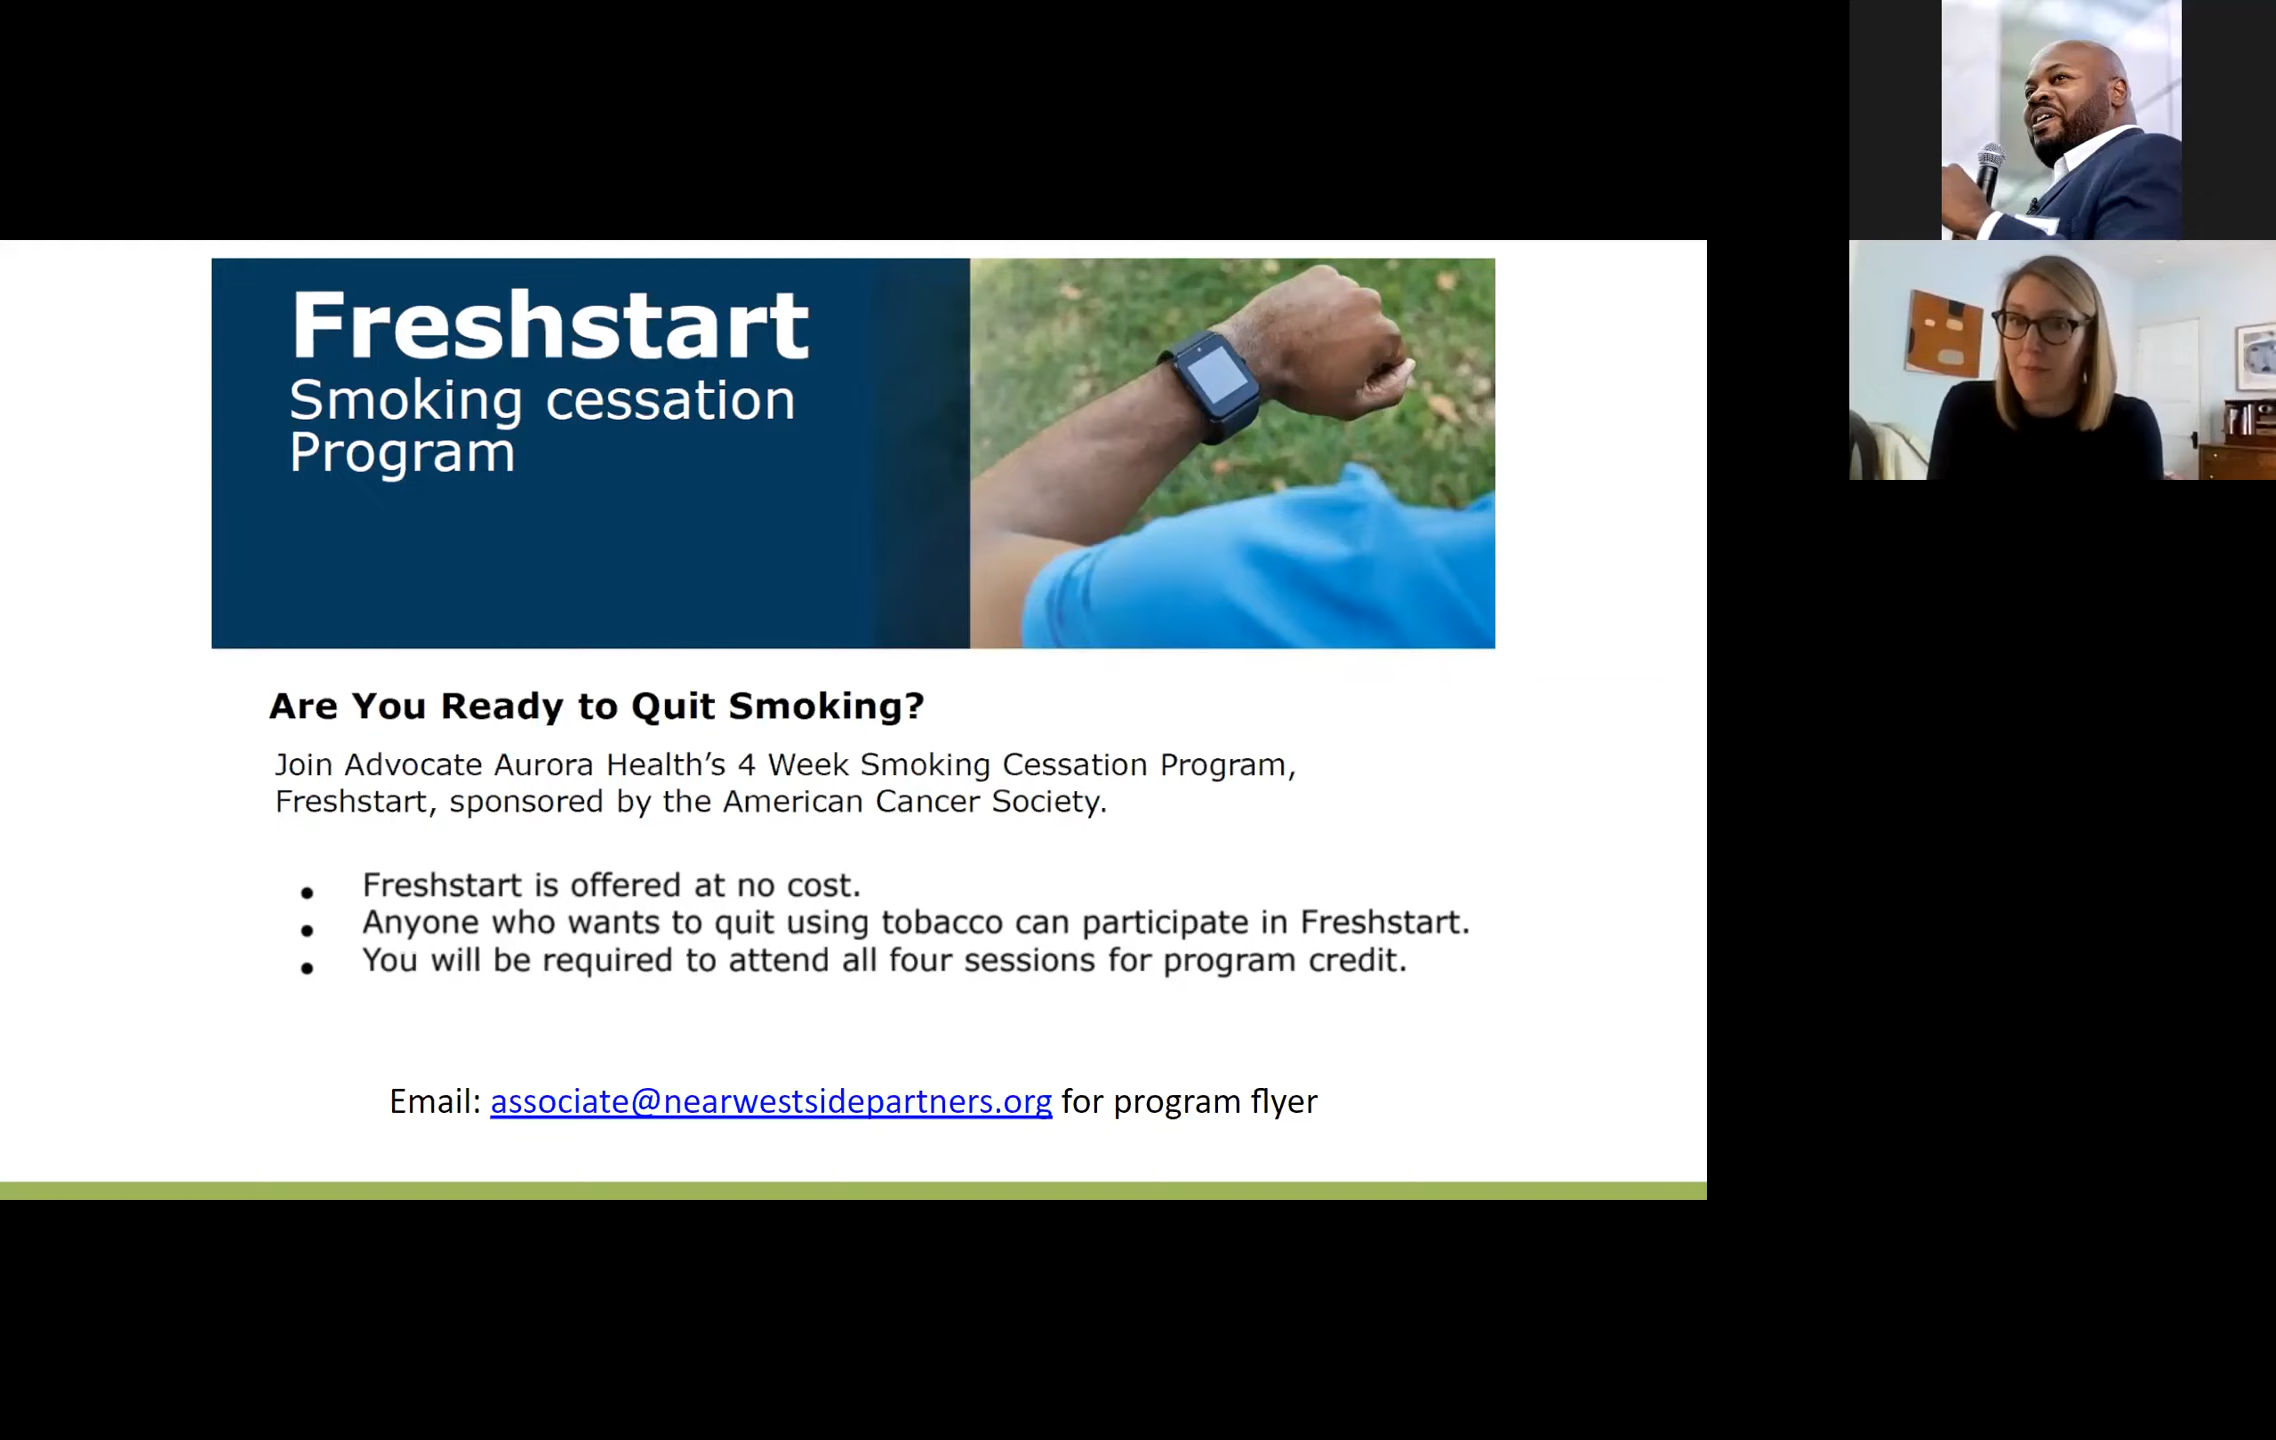 Freshstart
Smoking cessation
Program
Are You Ready to Quit Smoking?
Join Advocate Aurora Health’s 4 Week Smoking Cessation Program,
Freshstart, sponsored by the American Cancer Society.
• Freshstart is offered at no cost.
• Anyone who wants to quit using tobacco can participate in Freshstart.
• You will be required to attend all four sessions for program credit.
Email: associate@nearwestsidepartners.org for program flyer